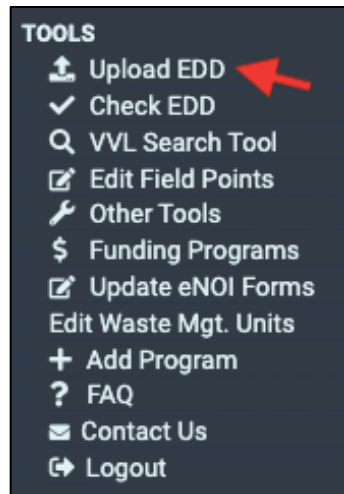 TOOLS
Upload EDD
Check EDD
VVL Search Tool
Edit Field Points
Other Tools
$ Funding Programs
Update eNOI Forms
Edit Waste Mgt. Units
+ Add Program
? FAQ
Contact Us
Logout